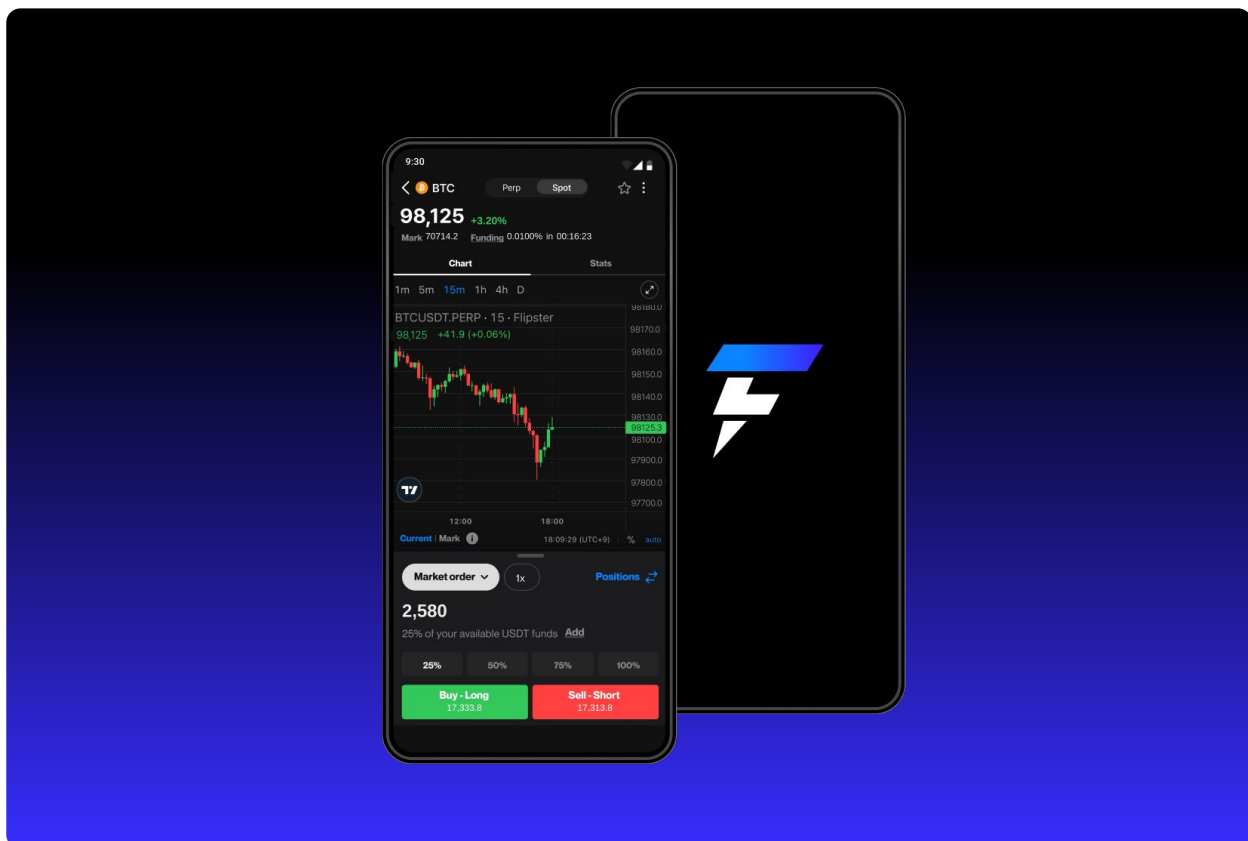 9:30
BTC
Perp Spot
98,125 +3.20%
Mark 70714.2 Funding 0.0100% in 00:16:23
Chart Stats
1m 5m 15m 1h 4h D
BTCUSDT.PERP · 15 · Flipster
98,125 +41.9 (+0.06%)
98180.0
98170.0
98160.0
98150.0
98140.0
98130.0
98125.3
98100.0
97900.0
97800.0
97700.0
12:00 18:00
Current | Mark i 18:09:29 (UTC+9) % auto
Market order 1x Positions
2,580
25% of your available USDT funds Add
25% 50% 75% 100%
Buy - Long Sell - Short
17,333.8 17,313.8